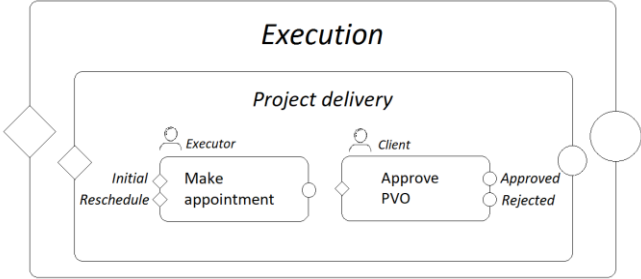 Execution
Project delivery
Executor
Client
Initial
Make
Approve
Approved
Reschedule
appointment
PVO
Rejected